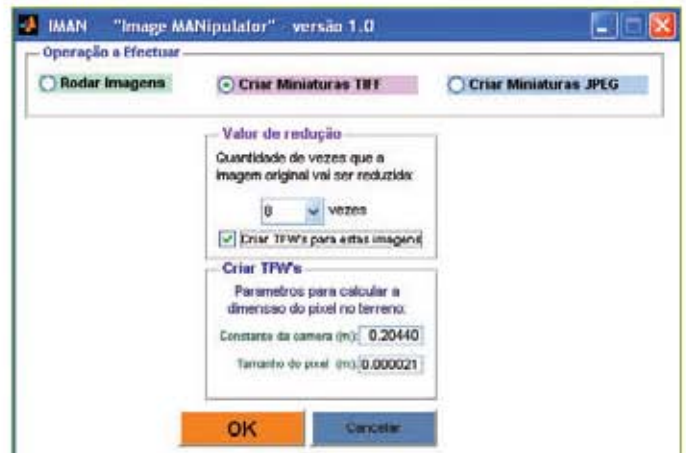 IMAN "Image MANipulator" - versão 1.0
Operação a Efectuar
Rodar Imagens
Criar Miniaturas TIFF
Criar Miniaturas JPEG
Valor de redução
Quantidade de vezes que a
imagem original vai ser reduzida:
8 vezes
Criar TFW's para estas imagens
Criar TFW's
Parametros para calcular a
dimensao do pixel no terreno:
Constante da camera (m): 0.20440
Tamanho do pixel (m): 0.000021
OK
Cancelar